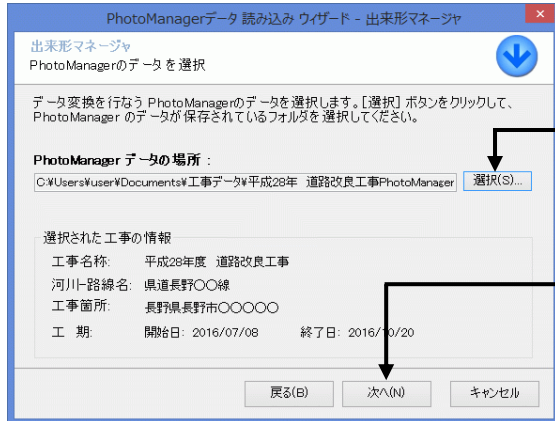 PhotoManagerデータ 読み込み ウィザード - 出来形マネージャ
出来形マネージャ
PhotoManagerのデータを選択
データ変換を行なう PhotoManagerのデータを選択します。[選択] ボタンをクリックして、
PhotoManager のデータが保存されているフォルダを選択してください。
PhotoManager データの場所：
C:¥Users¥user¥Documents¥工事データ¥平成28年　道路改良工事PhotoManager
選択(S)...
選択された工事の情報
工事名称: 平成28年度　道路改良工事
河川・路線名: 県道長野〇〇線
工事箇所: 長野県長野市〇〇〇〇〇
工　期: 開始日: 2016/07/08 終了日: 2016/10/20
戻る(B) 次へ(N) キャンセル